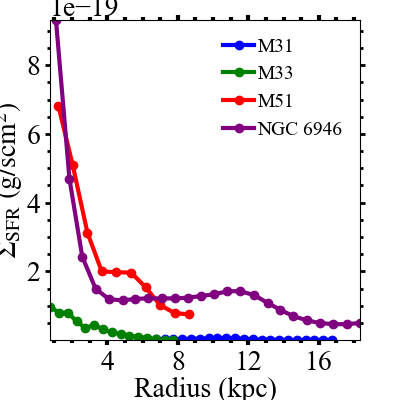 1e−19
8
6
4
2
4 8 12 16
Σ_SFR (g/scm²)
Radius (kpc)
M31
M33
M51
NGC 6946